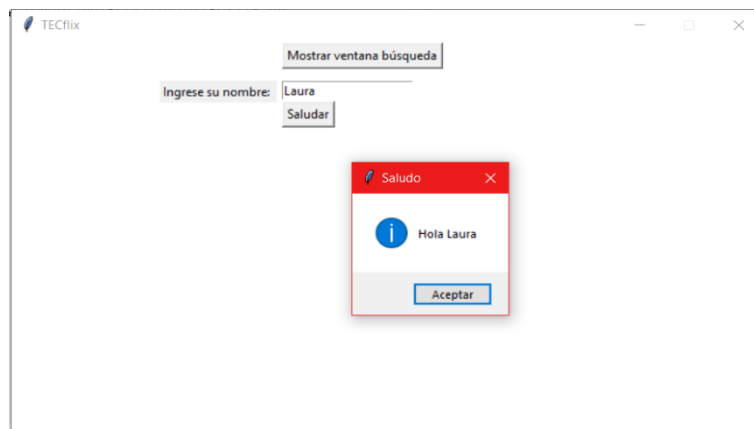 TECflix
Mostrar ventana búsqueda
Ingrese su nombre: Laura
Saludar
Saludo
i Hola Laura
Aceptar